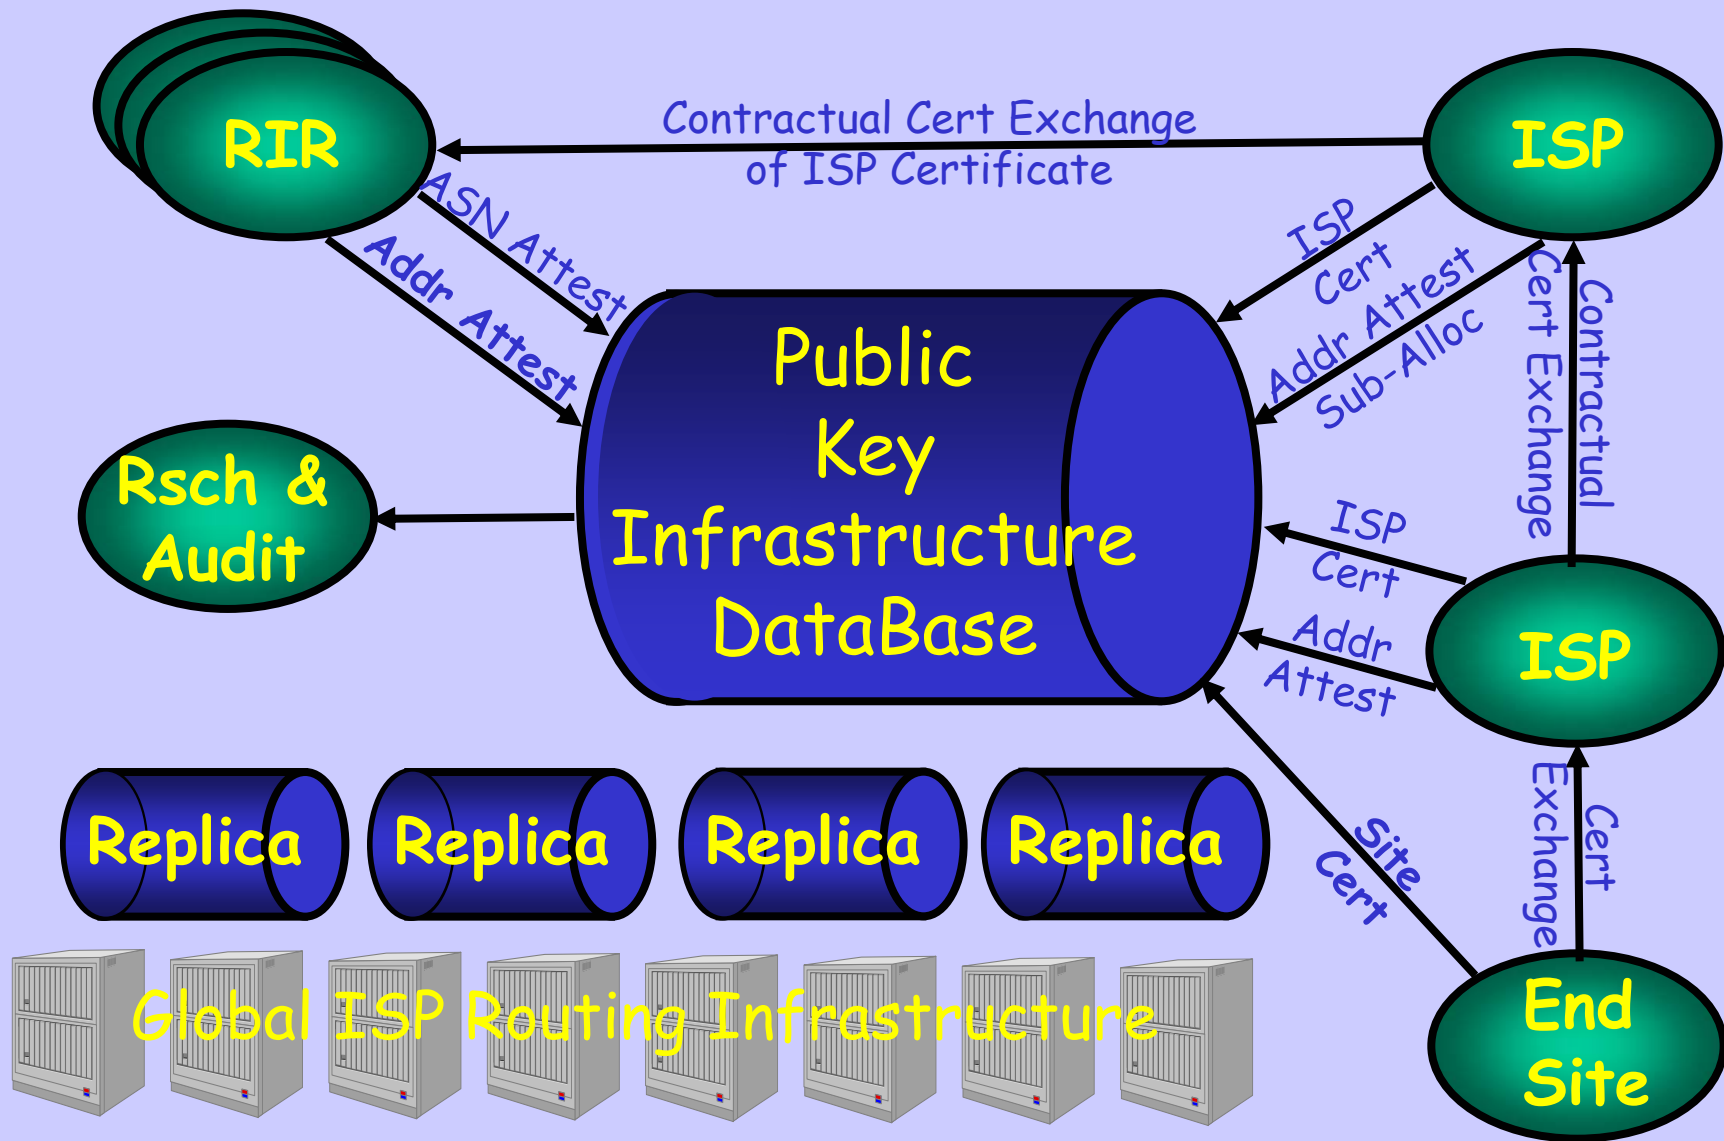 RIR
Contractual Cert Exchange
of ISP Certificate
ISP
ASN Attest
Addr Attest
ISP
Cert
Addr Attest
Sub-Alloc
Contractual
Cert Exchange
Public
Key
Infrastructure
DataBase
Rsch &
Audit
ISP
Cert
Addr
Attest
ISP
Replica
Replica
Replica
Replica
Site
Cert
Cert
Exchange
Global ISP Routing Infrastructure
End
Site